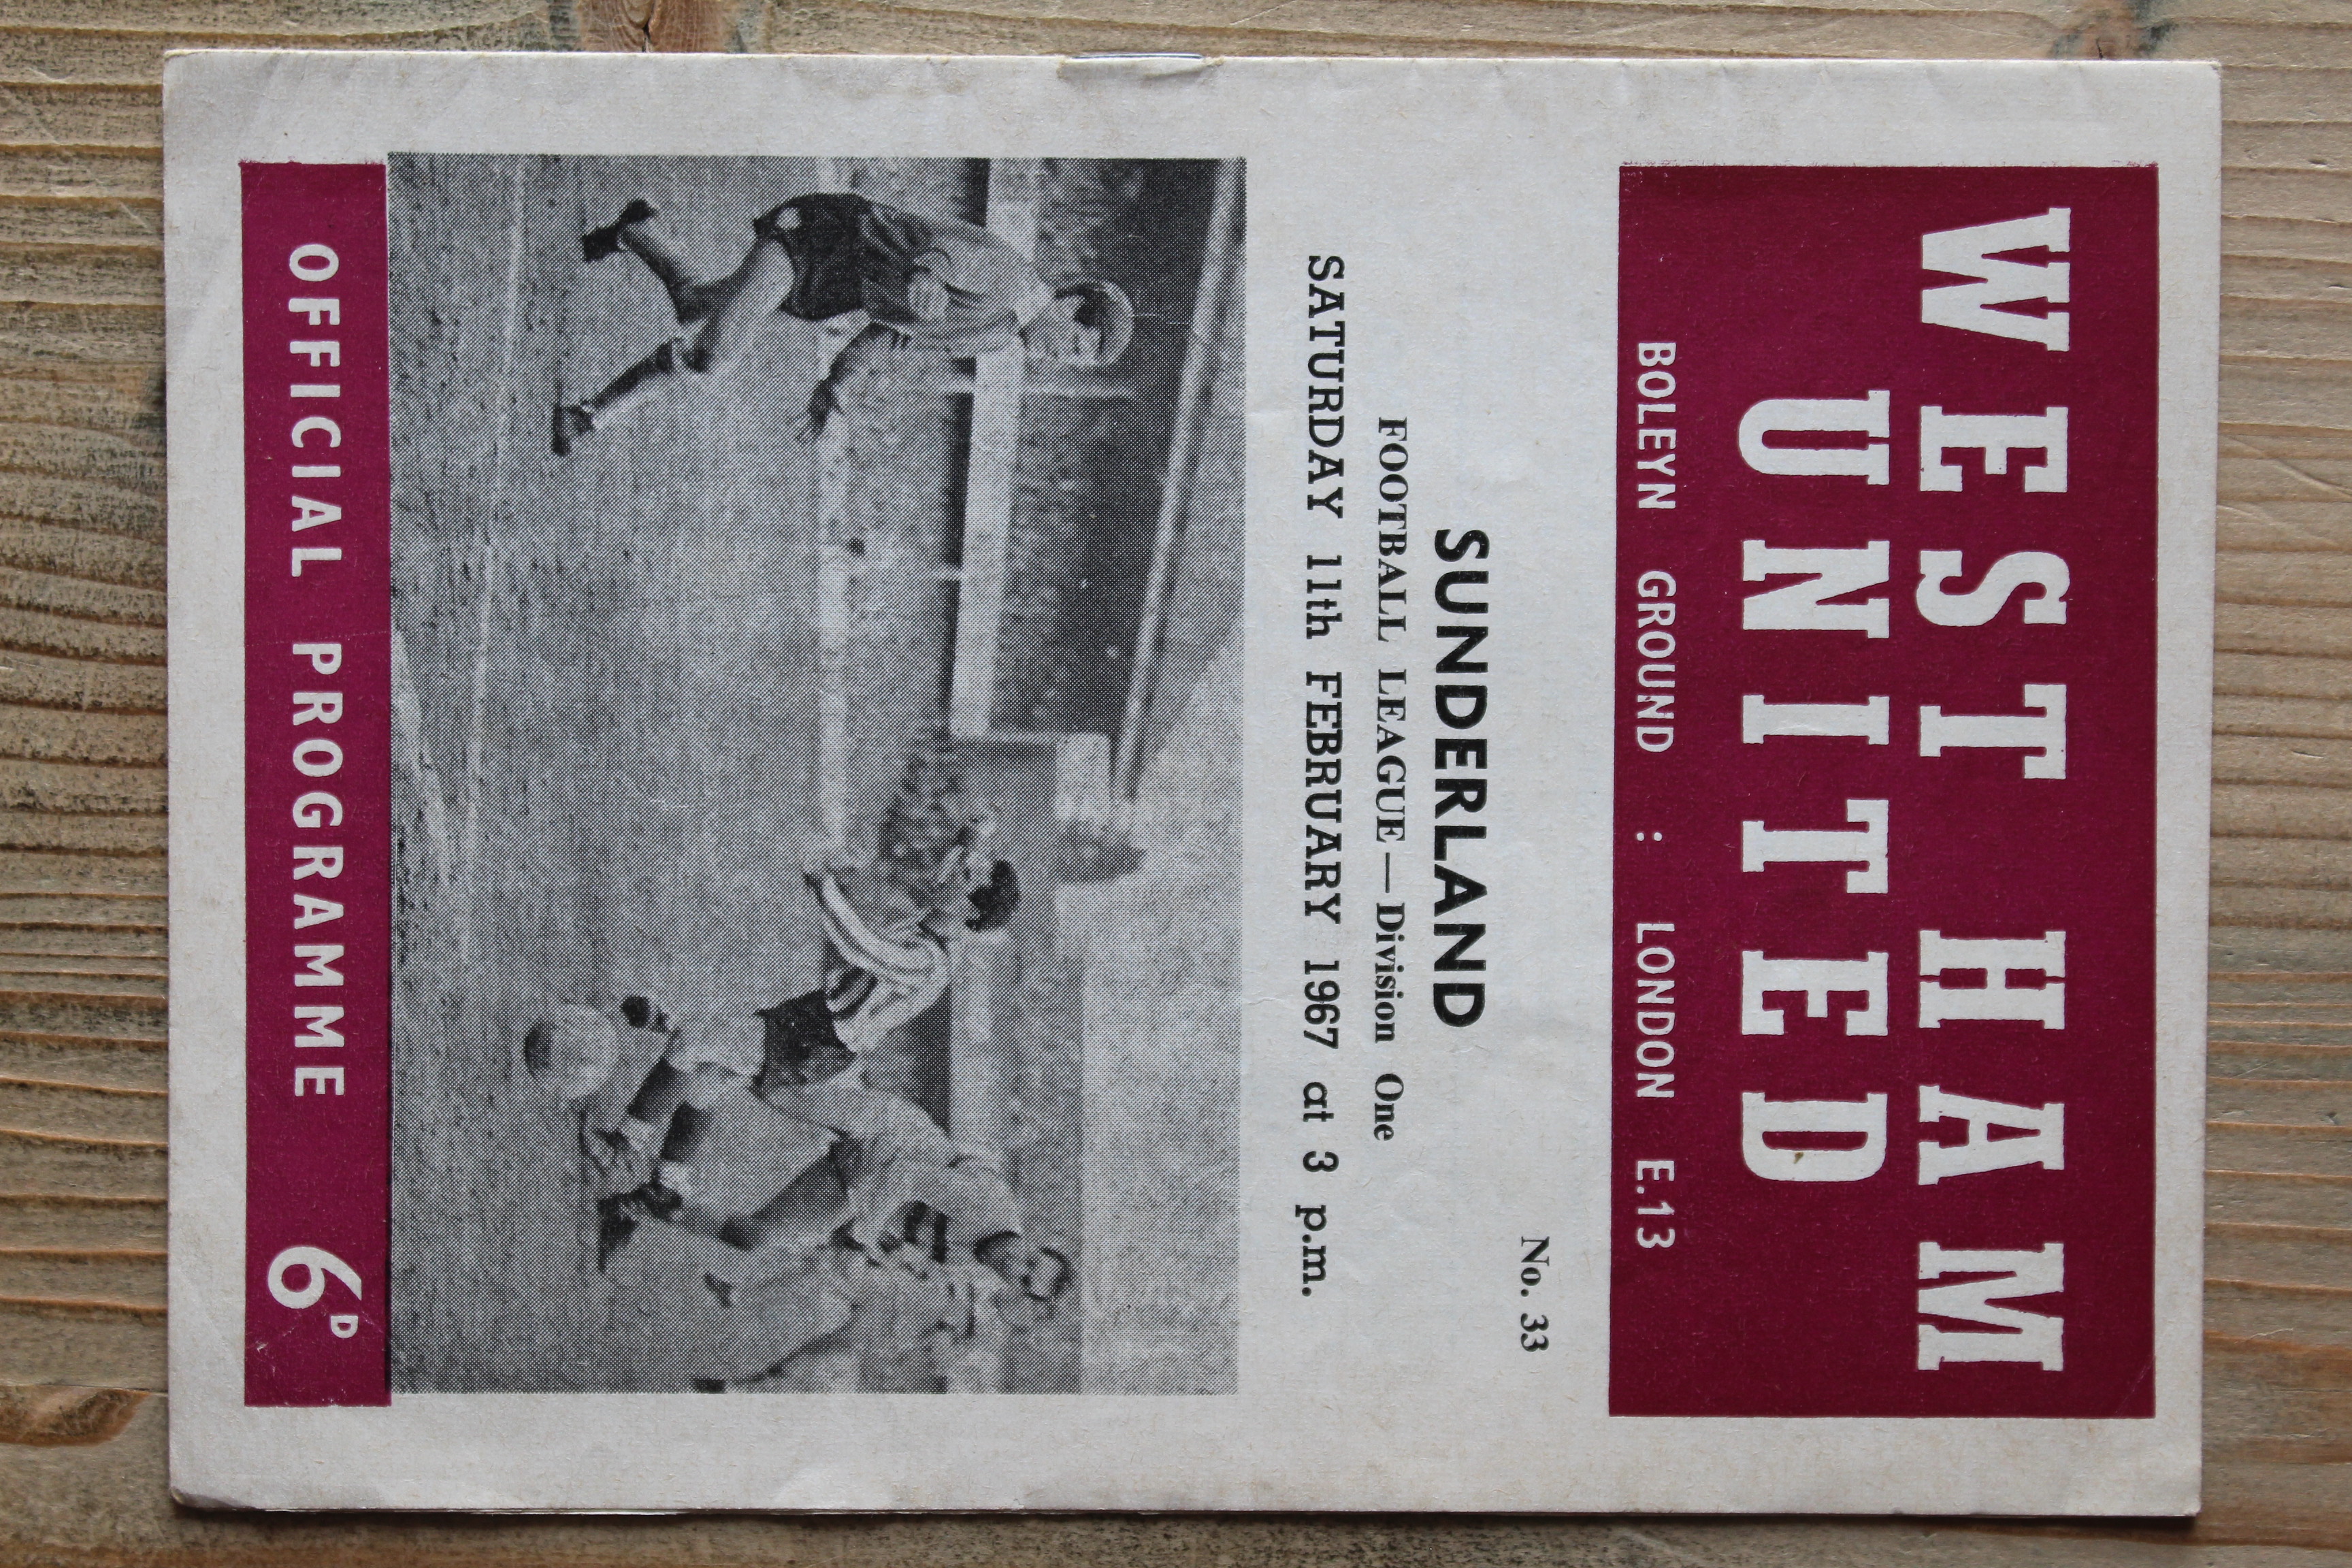 WEST HAM
UNITED
BOLEYN GROUND : LONDON E.13
No. 33
SUNDERLAND
FOOTBALL LEAGUE—Division One
SATURDAY 11th FEBRUARY 1967 at 3 p.m.
OFFICIAL PROGRAMME 6D